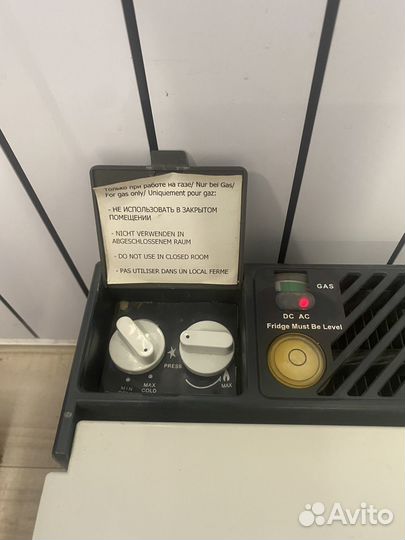 только при работе на газе/ Nur bei Gas/
For gas only/ Uniquement pour gaz:
- НЕ ИСПОЛЬЗОВАТЬ В ЗАКРЫТОМ
ПОМЕЩЕНИИ
- NICHT VERWENDEN IN
ABGESCHLOSSENEM RAUM
- DO NOT USE IN CLOSED ROOM
- PAS UTILISER DANS UN LOCAL FERME
GAS
DC AC
Fridge Must Be Level
PRESS
MIN
MAX
COLD
MAX
Avito